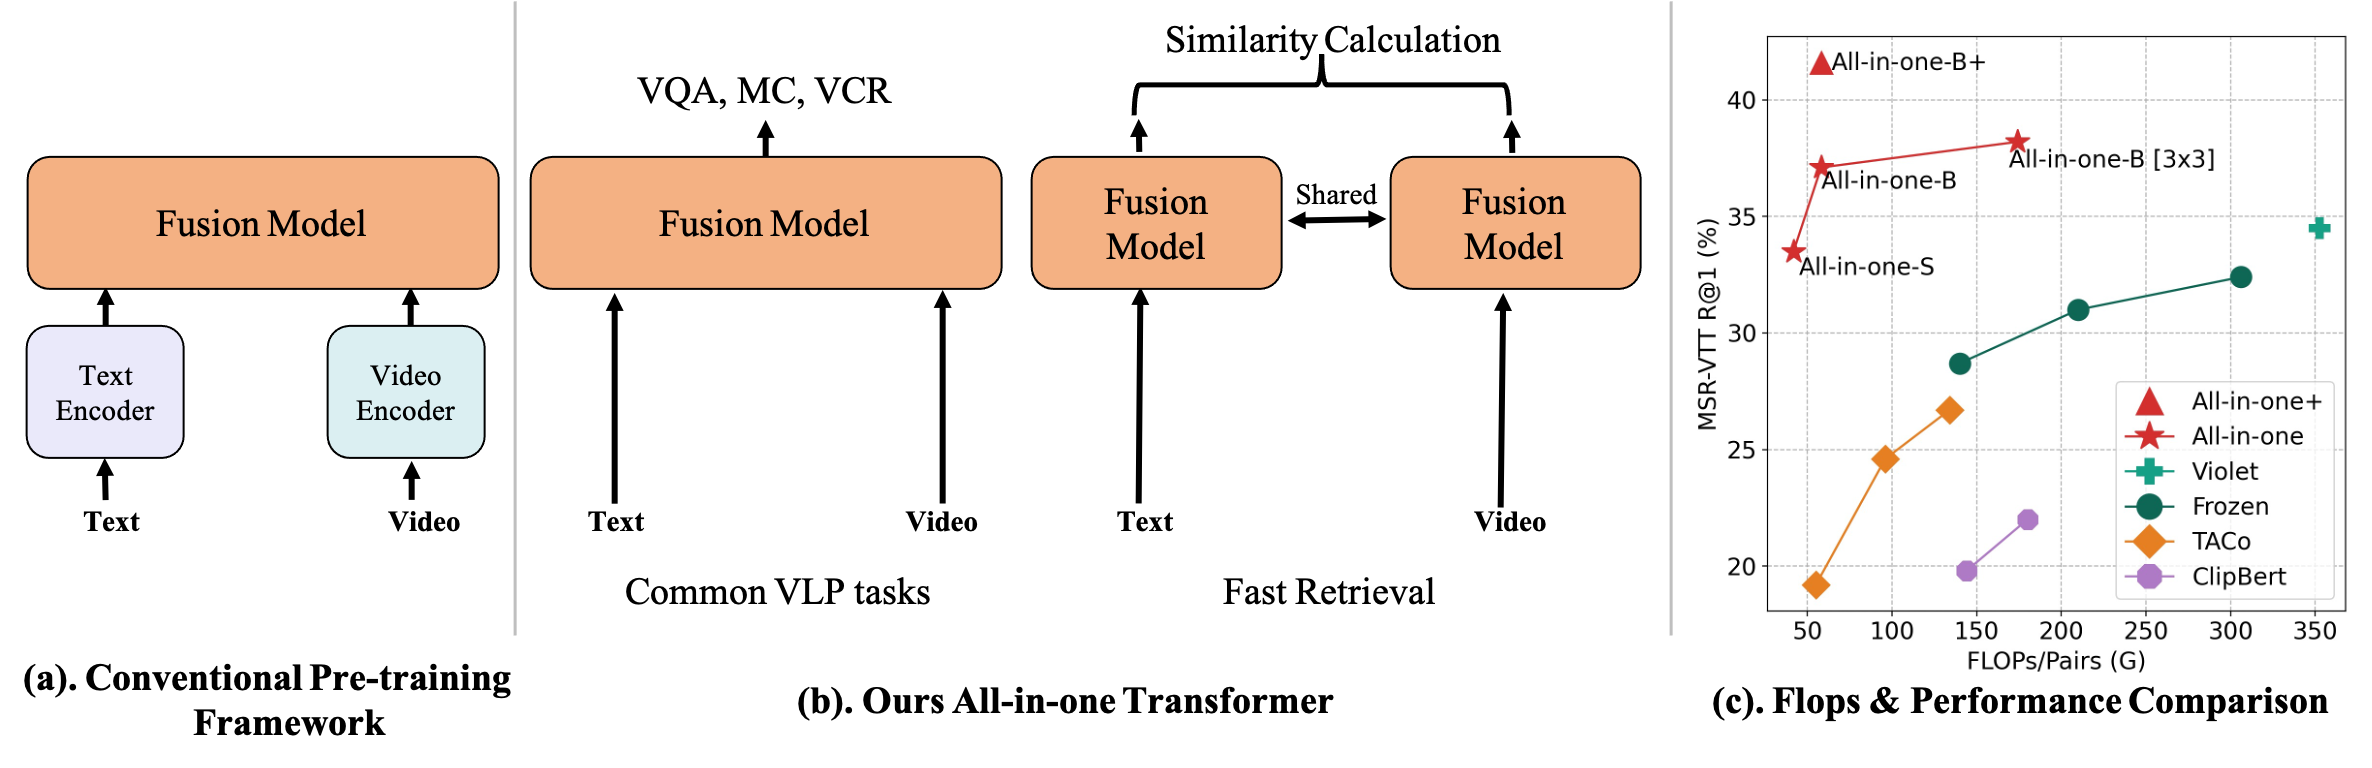 Fusion Model
Text
Encoder
Video
Encoder
Text
Video
(a). Conventional Pre-training
Framework
VQA, MC, VCR
Fusion Model
Text
Video
Common VLP tasks
Similarity Calculation
Fusion
Model
Shared
Fusion
Model
Text
Video
Fast Retrieval
(b). Ours All-in-one Transformer
MSR-VTT R@1 (%)
40
35
30
25
20
All-in-one-B+
All-in-one-B [3x3]
All-in-one-B
All-in-one-S
All-in-one+
All-in-one
Violet
Frozen
TACo
ClipBert
50 100 150 200 250 300 350
FLOPs/Pairs (G)
(c). Flops & Performance Comparison